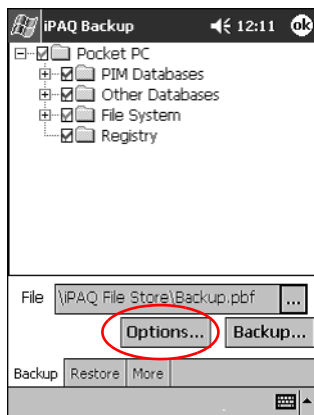 iPAQ Backup 12:11 ok
Pocket PC
PIM Databases
Other Databases
File System
Registry
File \iPAQ File Store\Backup.pbf ...
Options... Backup...
Backup Restore More